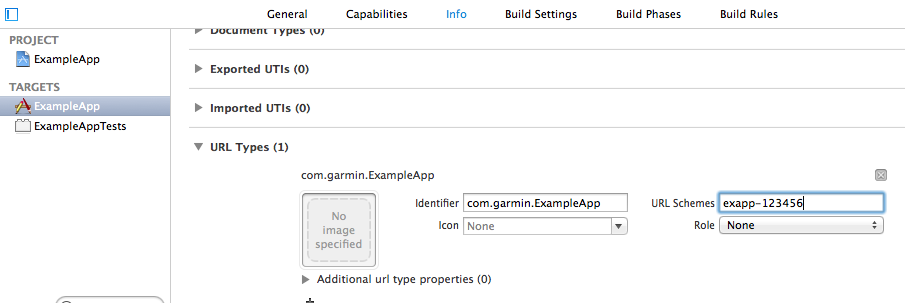 General Capabilities Info Build Settings Build Phases Build Rules
PROJECT
ExampleApp
TARGETS
ExampleApp
ExampleAppTests
Document Types (0)
Exported UTIs (0)
Imported UTIs (0)
URL Types (1)
com.garmin.ExampleApp
No
image
specified
Identifier com.garmin.ExampleApp URL Schemes exapp-123456
Icon None Role None
Additional url type properties (0)